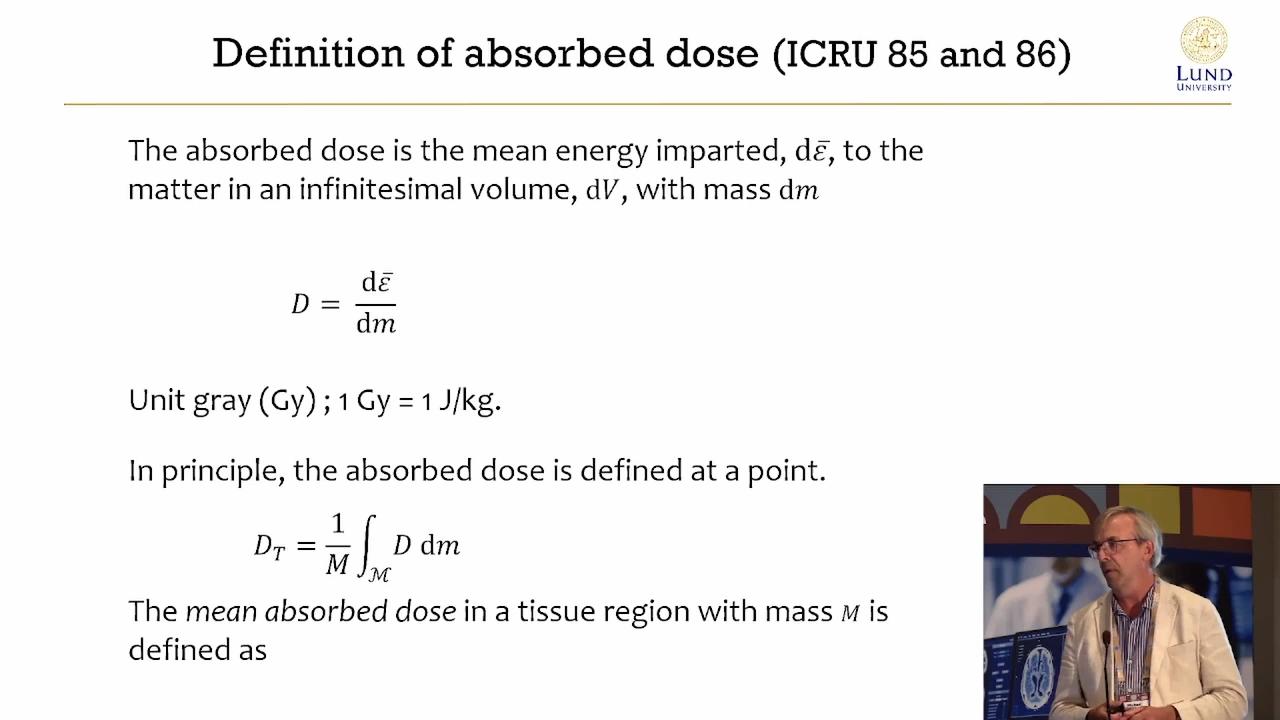 Definition of absorbed dose (ICRU 85 and 86)
LUND
UNIVERSITY
The absorbed dose is the mean energy imparted, dε̄, to the
matter in an infinitesimal volume, dV, with mass dm
D = dε̄/dm
Unit gray (Gy) ; 1 Gy = 1 J/kg.
In principle, the absorbed dose is defined at a point.
D_T = 1/M ∫_ℳ D dm
The mean absorbed dose in a tissue region with mass M is
defined as